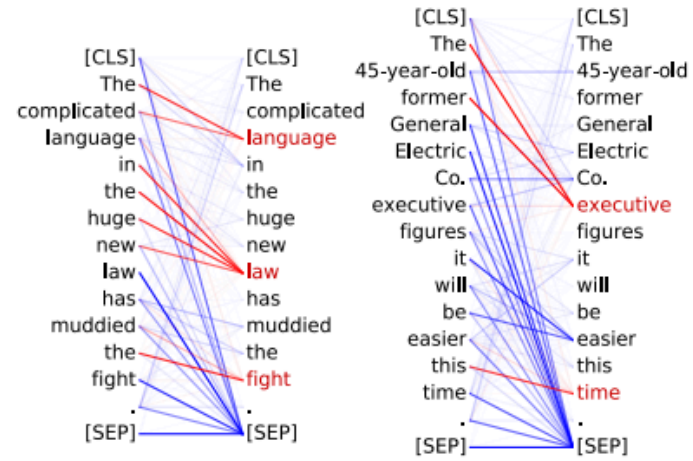 [CLS]
The
complicated
language
in
the
huge
new
law
has
muddied
the
fight
.
[SEP]
[CLS]
The
complicated
language
in
the
huge
new
law
has
muddied
the
fight
.
[SEP]
[CLS]
The
45-year-old
former
General
Electric
Co.
executive
figures
it
will
be
easier
this
time
.
[SEP]
[CLS]
The
45-year-old
former
General
Electric
Co.
executive
figures
it
will
be
easier
this
time
.
[SEP]